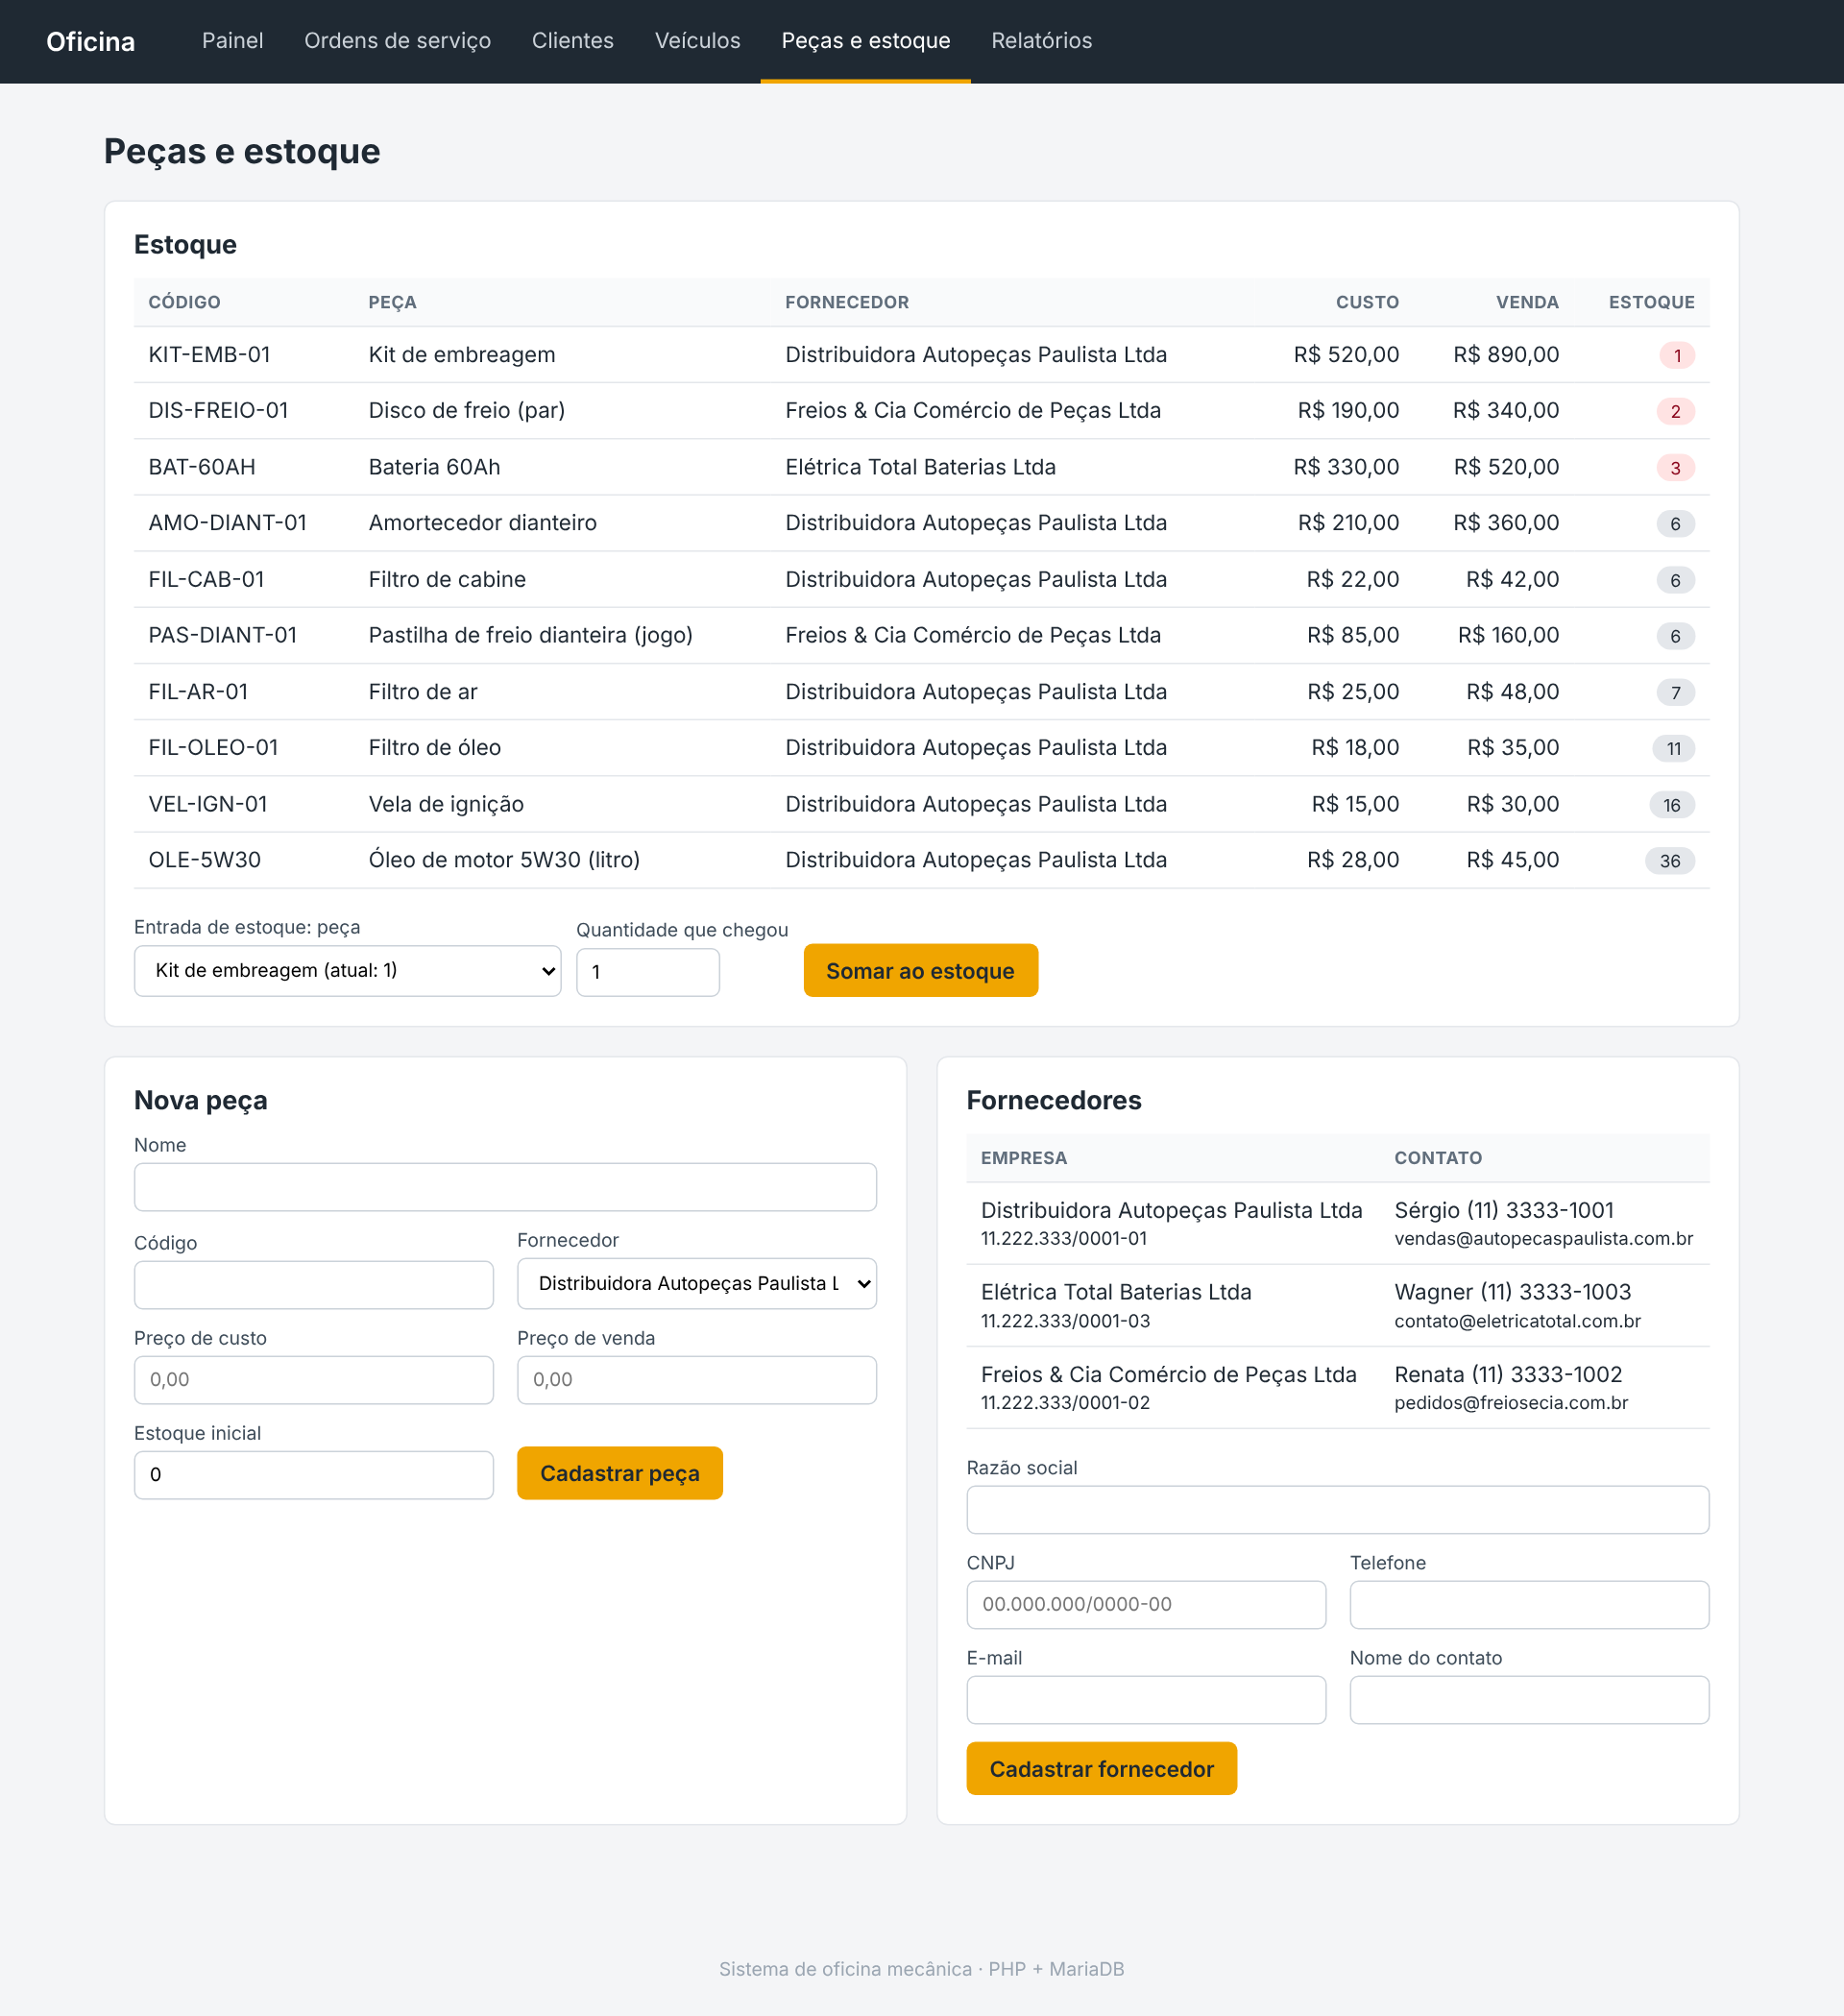 Oficina Painel Ordens de serviço Clientes Veículos Peças e estoque Relatórios
Peças e estoque
Estoque
CÓDIGO PEÇA FORNECEDOR CUSTO VENDA ESTOQUE
KIT-EMB-01 Kit de embreagem Distribuidora Autopeças Paulista Ltda R$ 520,00 R$ 890,00 1
DIS-FREIO-01 Disco de freio (par) Freios & Cia Comércio de Peças Ltda R$ 190,00 R$ 340,00 2
BAT-60AH Bateria 60Ah Elétrica Total Baterias Ltda R$ 330,00 R$ 520,00 3
AMO-DIANT-01 Amortecedor dianteiro Distribuidora Autopeças Paulista Ltda R$ 210,00 R$ 360,00 6
FIL-CAB-01 Filtro de cabine Distribuidora Autopeças Paulista Ltda R$ 22,00 R$ 42,00 6
PAS-DIANT-01 Pastilha de freio dianteira (jogo) Freios & Cia Comércio de Peças Ltda R$ 85,00 R$ 160,00 6
FIL-AR-01 Filtro de ar Distribuidora Autopeças Paulista Ltda R$ 25,00 R$ 48,00 7
FIL-OLEO-01 Filtro de óleo Distribuidora Autopeças Paulista Ltda R$ 18,00 R$ 35,00 11
VEL-IGN-01 Vela de ignição Distribuidora Autopeças Paulista Ltda R$ 15,00 R$ 30,00 16
OLE-5W30 Óleo de motor 5W30 (litro) Distribuidora Autopeças Paulista Ltda R$ 28,00 R$ 45,00 36
Entrada de estoque: peça Quantidade que chegou
Kit de embreagem (atual: 1) 1 Somar ao estoque
Nova peça
Nome
Código Fornecedor
Distribuidora Autopeças Paulista L
Preço de custo Preço de venda
0,00 0,00
Estoque inicial
0 Cadastrar peça
Fornecedores
EMPRESA CONTATO
Distribuidora Autopeças Paulista Ltda Sérgio (11) 3333-1001
11.222.333/0001-01 vendas@autopecaspaulista.com.br
Elétrica Total Baterias Ltda Wagner (11) 3333-1003
11.222.333/0001-03 contato@eletricatotal.com.br
Freios & Cia Comércio de Peças Ltda Renata (11) 3333-1002
11.222.333/0001-02 pedidos@freiosecia.com.br
Razão social
CNPJ Telefone
00.000.000/0000-00
E-mail Nome do contato
Cadastrar fornecedor
Sistema de oficina mecânica · PHP + MariaDB